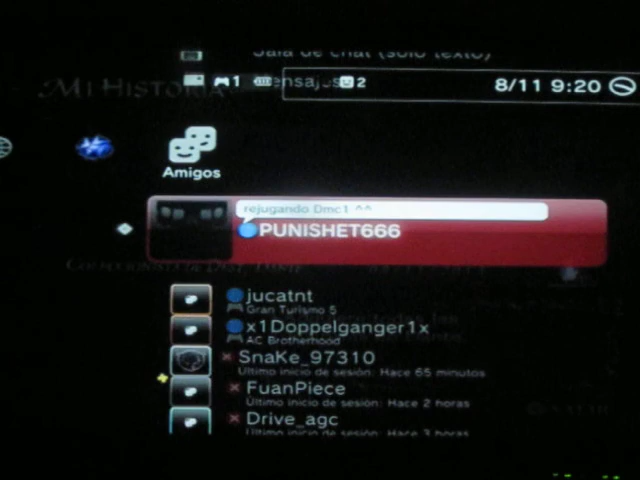 Sala de chat (solo texto)
1 Mensajes 2
8/11 9:20
MI HISTORIA
Amigos
rejugando Dmc1 ^^
PUNISHET666
jucatnt
Gran Turismo 5
x1Doppelganger1x
AC Brotherhood
SnaKe_97310
Último inicio de sesión: Hace 65 minutos
FuanPiece
Último inicio de sesión: Hace 2 horas
Drive_agc
Último inicio de sesión: Hace 3 horas